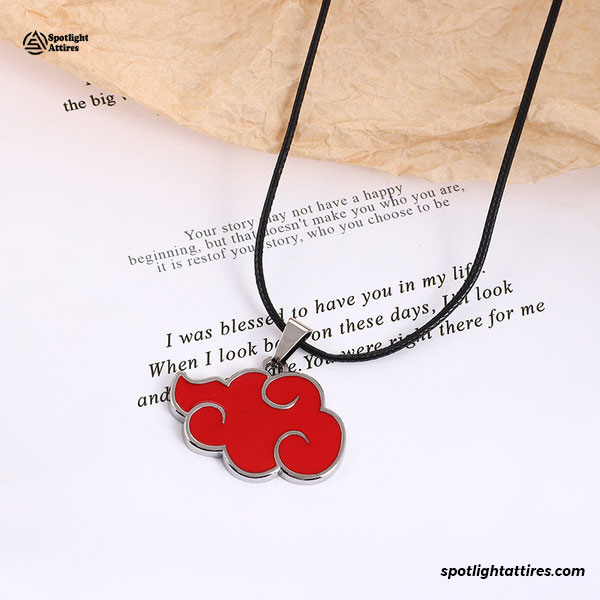 Spotlight
Attires
the big
Your story may not have a happy
beginning, but that doesn't make you who you are,
it is restof your story, who you choose to be
I was blessed to have you in my life.
When I look back on these days, I'll look
and
You were right there for me
spotlightattires.com